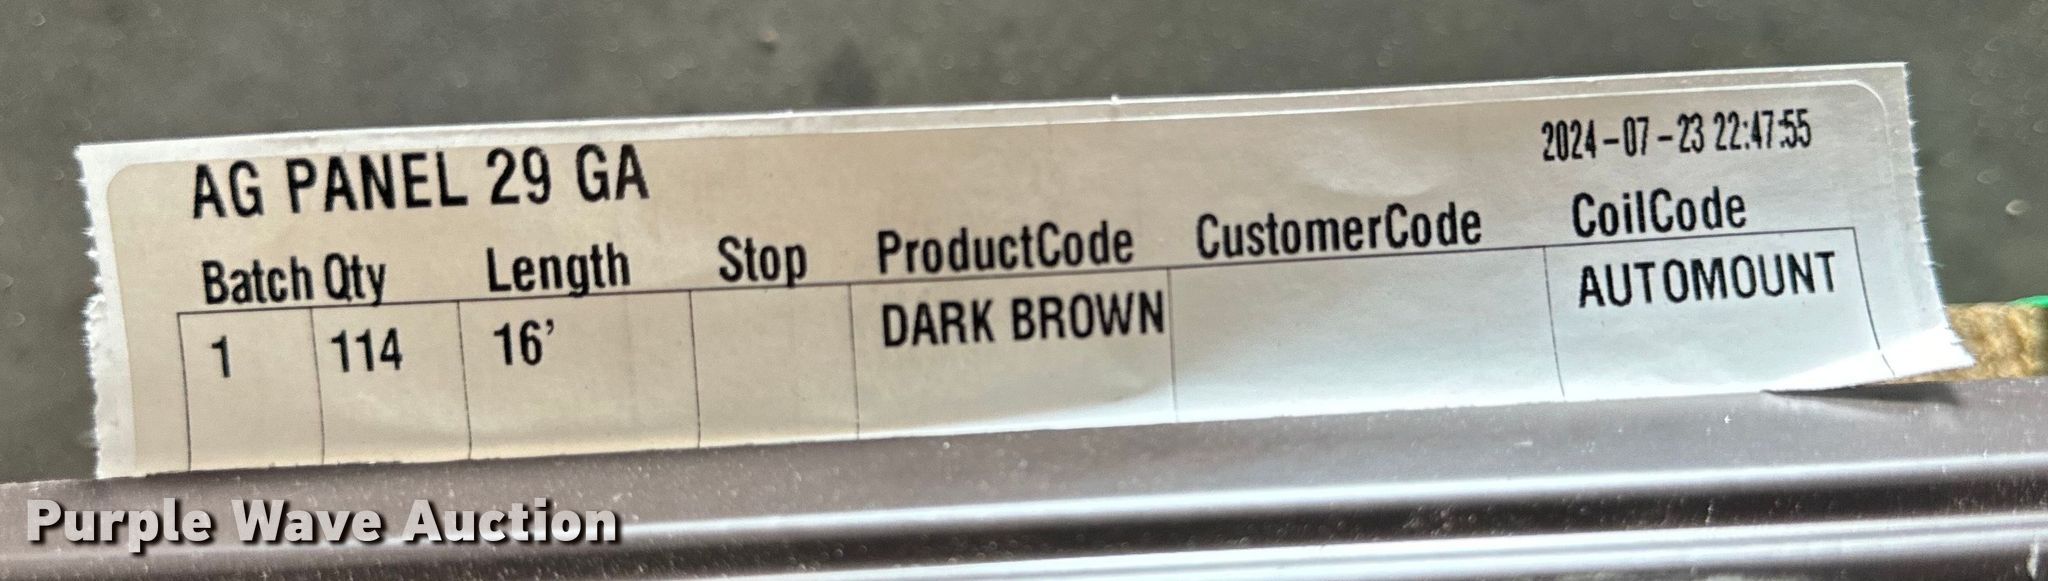 AG PANEL 29 GA
2024-07-23 22:47:55
Batch Qty Length Stop ProductCode CustomerCode CoilCode
1 114 16' DARK BROWN AUTOMOUNT
Purple Wave Auction